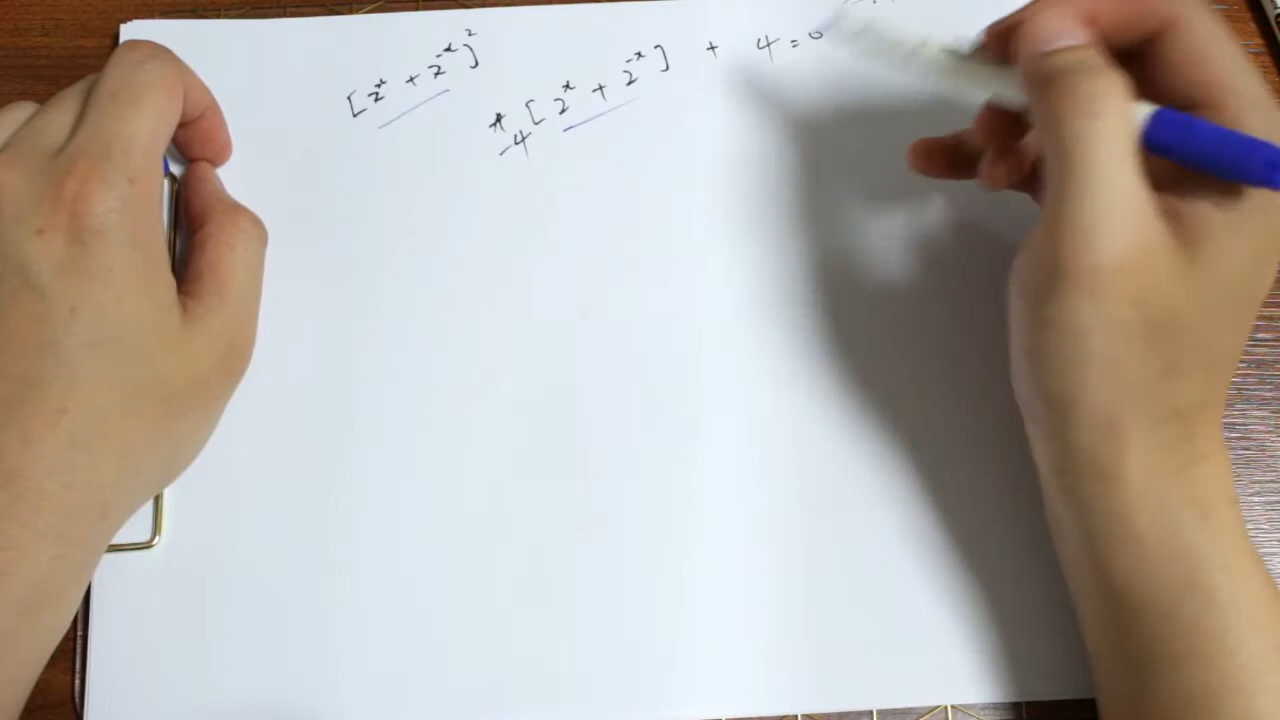 [2^x + 2^-x]^2
-4 [2^x + 2^-x] + 4 = 0